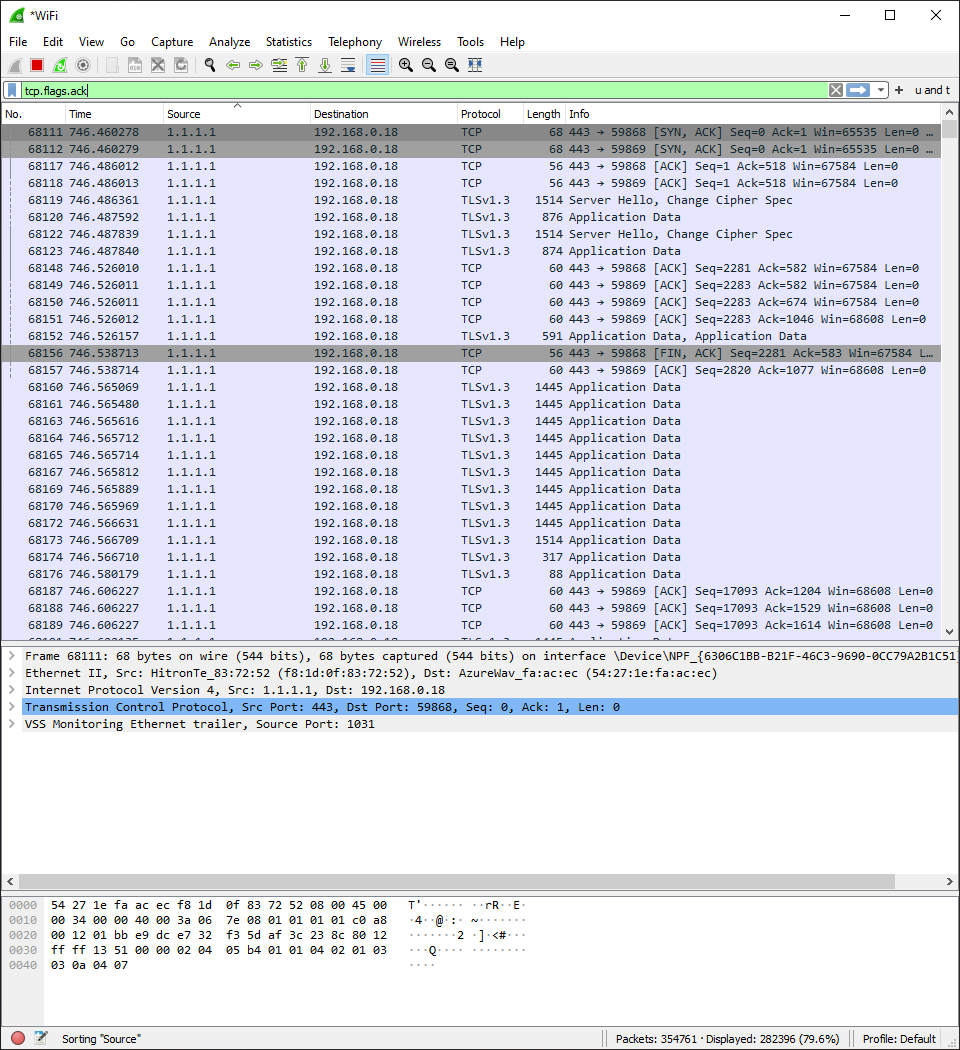 *WiFi
File Edit View Go Capture Analyze Statistics Telephony Wireless Tools Help
tcp.flags.ack + u and t
No. Time Source Destination Protocol Length Info
68111 746.460278 1.1.1.1 192.168.0.18 TCP 68 443 → 59868 [SYN, ACK] Seq=0 Ack=1 Win=65535 Len=0 …
68112 746.460279 1.1.1.1 192.168.0.18 TCP 68 443 → 59869 [SYN, ACK] Seq=0 Ack=1 Win=65535 Len=0 …
68117 746.486012 1.1.1.1 192.168.0.18 TCP 56 443 → 59868 [ACK] Seq=1 Ack=518 Win=67584 Len=0
68118 746.486013 1.1.1.1 192.168.0.18 TCP 56 443 → 59869 [ACK] Seq=1 Ack=518 Win=67584 Len=0
68119 746.486361 1.1.1.1 192.168.0.18 TLSv1.3 1514 Server Hello, Change Cipher Spec
68120 746.487592 1.1.1.1 192.168.0.18 TLSv1.3 876 Application Data
68122 746.487839 1.1.1.1 192.168.0.18 TLSv1.3 1514 Server Hello, Change Cipher Spec
68123 746.487840 1.1.1.1 192.168.0.18 TLSv1.3 874 Application Data
68148 746.526010 1.1.1.1 192.168.0.18 TCP 60 443 → 59868 [ACK] Seq=2281 Ack=582 Win=67584 Len=0
68149 746.526011 1.1.1.1 192.168.0.18 TCP 60 443 → 59869 [ACK] Seq=2283 Ack=582 Win=67584 Len=0
68150 746.526011 1.1.1.1 192.168.0.18 TCP 60 443 → 59869 [ACK] Seq=2283 Ack=674 Win=67584 Len=0
68151 746.526012 1.1.1.1 192.168.0.18 TCP 60 443 → 59869 [ACK] Seq=2283 Ack=1046 Win=68608 Len=0
68152 746.526157 1.1.1.1 192.168.0.18 TLSv1.3 591 Application Data, Application Data
68156 746.538713 1.1.1.1 192.168.0.18 TCP 56 443 → 59868 [FIN, ACK] Seq=2281 Ack=583 Win=67584 L…
68157 746.538714 1.1.1.1 192.168.0.18 TCP 60 443 → 59869 [ACK] Seq=2820 Ack=1077 Win=68608 Len=0
68160 746.565069 1.1.1.1 192.168.0.18 TLSv1.3 1445 Application Data
68161 746.565480 1.1.1.1 192.168.0.18 TLSv1.3 1445 Application Data
68163 746.565616 1.1.1.1 192.168.0.18 TLSv1.3 1445 Application Data
68164 746.565712 1.1.1.1 192.168.0.18 TLSv1.3 1445 Application Data
68165 746.565714 1.1.1.1 192.168.0.18 TLSv1.3 1445 Application Data
68167 746.565812 1.1.1.1 192.168.0.18 TLSv1.3 1445 Application Data
68169 746.565889 1.1.1.1 192.168.0.18 TLSv1.3 1445 Application Data
68170 746.565969 1.1.1.1 192.168.0.18 TLSv1.3 1445 Application Data
68172 746.566631 1.1.1.1 192.168.0.18 TLSv1.3 1445 Application Data
68173 746.566709 1.1.1.1 192.168.0.18 TLSv1.3 1514 Application Data
68174 746.566710 1.1.1.1 192.168.0.18 TLSv1.3 317 Application Data
68176 746.580179 1.1.1.1 192.168.0.18 TLSv1.3 88 Application Data
68187 746.606227 1.1.1.1 192.168.0.18 TCP 60 443 → 59869 [ACK] Seq=17093 Ack=1204 Win=68608 Len=0
68188 746.606227 1.1.1.1 192.168.0.18 TCP 60 443 → 59869 [ACK] Seq=17093 Ack=1529 Win=68608 Len=0
68189 746.606227 1.1.1.1 192.168.0.18 TCP 60 443 → 59869 [ACK] Seq=17093 Ack=1614 Win=68608 Len=0
Frame 68111: 68 bytes on wire (544 bits), 68 bytes captured (544 bits) on interface \Device\NPF_{6306C1BB-B21F-46C3-9690-0CC79A2B1C51}
Ethernet II, Src: HitronTe_83:72:52 (f8:1d:0f:83:72:52), Dst: AzureWav_fa:ac:ec (54:27:1e:fa:ac:ec)
Internet Protocol Version 4, Src: 1.1.1.1, Dst: 192.168.0.18
Transmission Control Protocol, Src Port: 443, Dst Port: 59868, Seq: 0, Ack: 1, Len: 0
VSS Monitoring Ethernet trailer, Source Port: 1031
0000 54 27 1e fa ac ec f8 1d 0f 83 72 52 08 00 45 00 T'······ ··rR··E·
0010 00 34 00 00 40 00 3a 06 7e 08 01 01 01 01 c0 a8 ·4··@·:· ~·······
0020 00 12 01 bb e9 dc e7 32 f3 5d af 3c 23 8c 80 12 ·······2 ·]·<#···
0030 ff ff 13 51 00 00 02 04 05 b4 01 01 04 02 01 03 ···Q···· ········
0040 03 0a 04 07 ····
Sorting "Source" Packets: 354761 · Displayed: 282396 (79.6%) Profile: Default